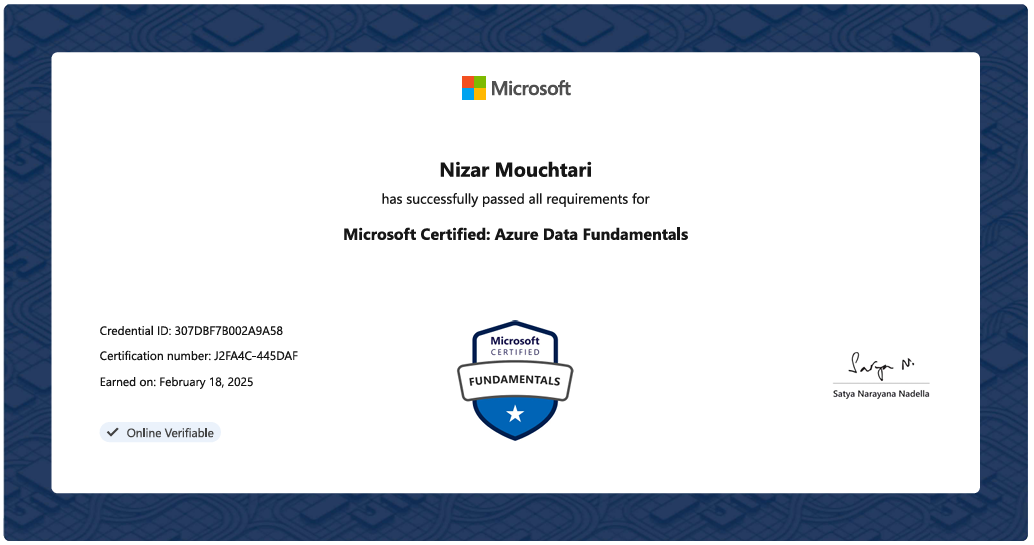 Microsoft
Nizar Mouchtari
has successfully passed all requirements for
Microsoft Certified: Azure Data Fundamentals
Credential ID: 307DBF7B002A9A58
Certification number: J2FA4C-445DAF
Earned on: February 18, 2025
Online Verifiable
Microsoft
CERTIFIED
FUNDAMENTALS
Satya N.
Satya Narayana Nadella